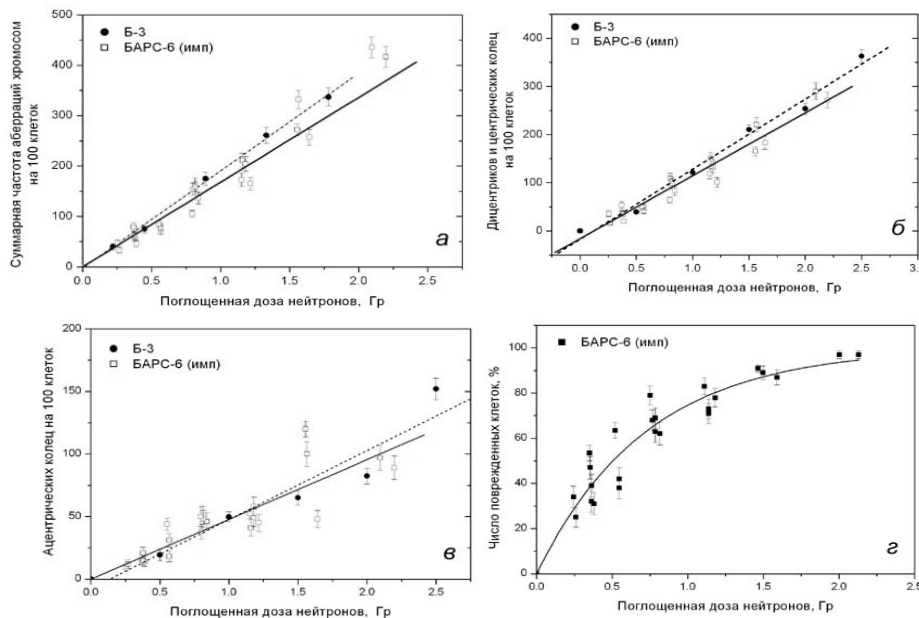 500
400
300
200
100
0
Суммарная частота аберраций хромосом
на 100 клеток
Б-3
БАРС-6 (имп)
а
0.0 0.5 1.0 1.5 2.0 2.5
Поглощенная доза нейтронов, Гр
400
300
200
100
0
Дицентриков и центрических колец
на 100 клеток
Б-3
БАРС-6 (имп)
б
0.0 0.5 1.0 1.5 2.0 2.5 3.0
Поглощенная доза нейтронов, Гр
200
150
100
50
0
Ацентрических колец на 100 клеток
Б-3
БАРС-6 (имп)
в
0.0 0.5 1.0 1.5 2.0 2.5
Поглощенная доза нейтронов, Гр
100
80
60
40
20
0
Число поврежденных клеток, %
БАРС-6 (имп)
г
0.0 0.5 1.0 1.5 2.0 2.5
Поглощенная доза нейтронов, Гр